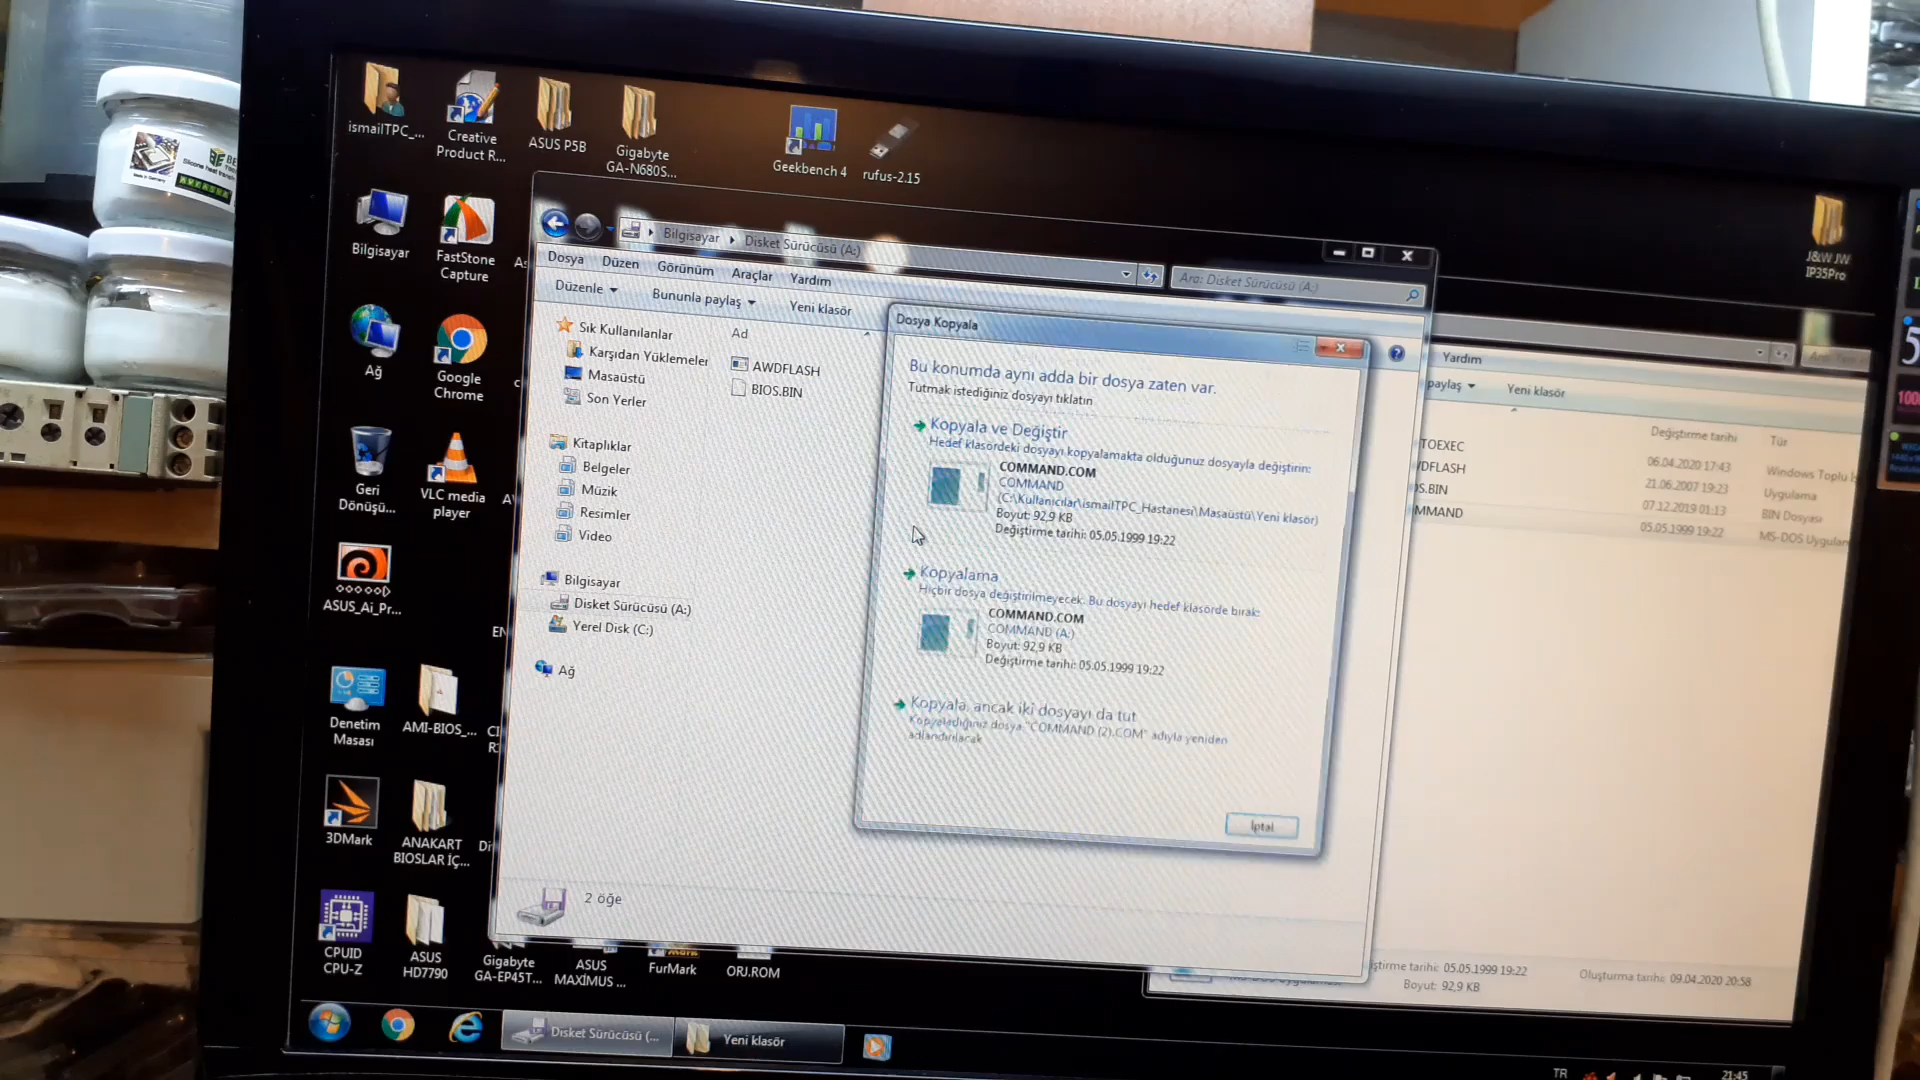 ismailTPC_...
Creative
Product R...
ASUS P5B
Gigabyte
GA-N680S...
Geekbench 4
rufus-2.15
J&W JW
IP35Pro
Bilgisayar
FastStone
Capture
Ağ
Google
Chrome
Geri
Dönüşü...
VLC media
player
ASUS_Ai_Pr...
Denetim
Masası
AMI-BIOS_...
3DMark
ANAKART
BIOSLAR İÇ...
CPUID
CPU-Z
ASUS
HD7790
Gigabyte
GA-EP45T...
ASUS
MAXİMUS ...
FurMark
ORJ.ROM
Bilgisayar
Disket Sürücüsü (A:)
Ara: Disket Sürücüsü (A:)
Dosya
Düzen
Görünüm
Araçlar
Yardım
Düzenle
Bununla paylaş
Yeni klasör
Sık Kullanılanlar
Karşıdan Yüklemeler
Masaüstü
Son Yerler
Kitaplıklar
Belgeler
Müzik
Resimler
Video
Bilgisayar
Disket Sürücüsü (A:)
Yerel Disk (C:)
Ağ
Ad
AWDFLASH
BIOS.BIN
2 öğe
Dosya Kopyala
Bu konumda aynı adda bir dosya zaten var.
Tutmak istediğiniz dosyayı tıklatın
Kopyala ve Değiştir
Hedef klasördeki dosyayı kopyalamakta olduğunuz dosyayla değiştirin:
COMMAND.COM
COMMAND
(C:\Kullanıcılar\ismailTPC_Hastanesi\Masaüstü\Yeni klasör)
Boyut: 92,9 KB
Değiştirme tarihi: 05.05.1999 19:22
Kopyalama
Hiçbir dosya değiştirilmeyecek. Bu dosyayı hedef klasörde bırak:
COMMAND.COM
COMMAND (A:)
Boyut: 92,9 KB
Değiştirme tarihi: 05.05.1999 19:22
Kopyala, ancak iki dosyayı da tut
Kopyaladığınız dosya "COMMAND (2).COM" adıyla yeniden
adlandırılacak
İptal
Yardım
paylaş
Yeni klasör
Değiştirme tarihi
Tür
TOEXEC
06.04.2020 17:43
Windows Toplu İş
DFLASH
21.06.2007 19:23
Uygulama
S.BIN
07.12.2019 01:13
BIN Dosyası
MMAND
05.05.1999 19:22
MS-DOS Uygulam
ştirme tarihi: 05.05.1999 19:22
Oluşturma tarihi: 09.04.2020 20:58
Boyut: 92,9 KB
Disket Sürücüsü (...
Yeni klasör
TR
21:45
Silicone heat transfer
100